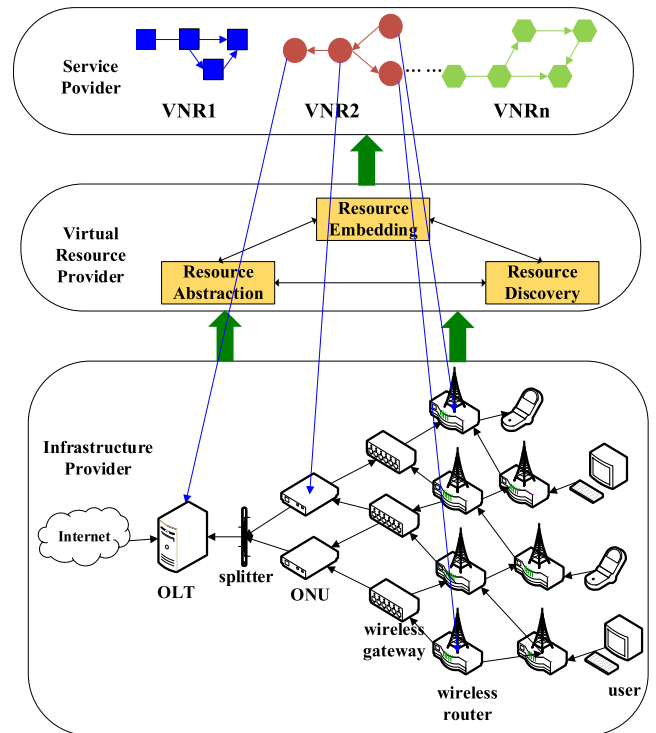 Service
Povider
VNR1
VNR2
... ...
VNRn
Virtual
Resource
Provider
Resource
Embedding
Resource
Abstraction
Resource
Discovery
Infrastructure
Provider
Internet
OLT
splitter
ONU
wireless
gateway
wireless
router
user